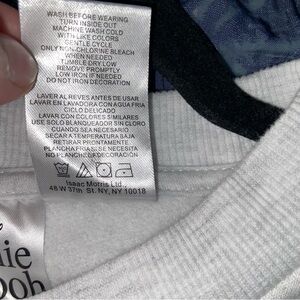 WASH BEFORE WEARING
TURN INSIDE OUT
MACHINE WASH COLD
WITH LIKE COLORS
GENTLE CYCLE
ONLY NON-CHLORINE BLEACH
WHEN NEEDED
TUMBLE DRY LOW
REMOVE PROMPTLY
LOW IRON IF NEEDED
DO NOT DECORATION
LAVAR AL REVES ANTES DE USAR
LAVAR EN LAVADORA CON AGUA FRIA
CICLO DELICADO
LAVAR CON COLORES SIMILARES
USE SOLO BLANQUEADOR SIN CLORO
CUANDO SEA NECESARIO
SECAR A TEMPERATURA BAJA
RETIRAR PRONTAMENTE
PLANCHA FRIA SI ES NECESITA
NO PLANCHA DECORACIÓN
Isaac Morris Ltd.
48 W 37th St. NY, NY 10018
ie
ooh